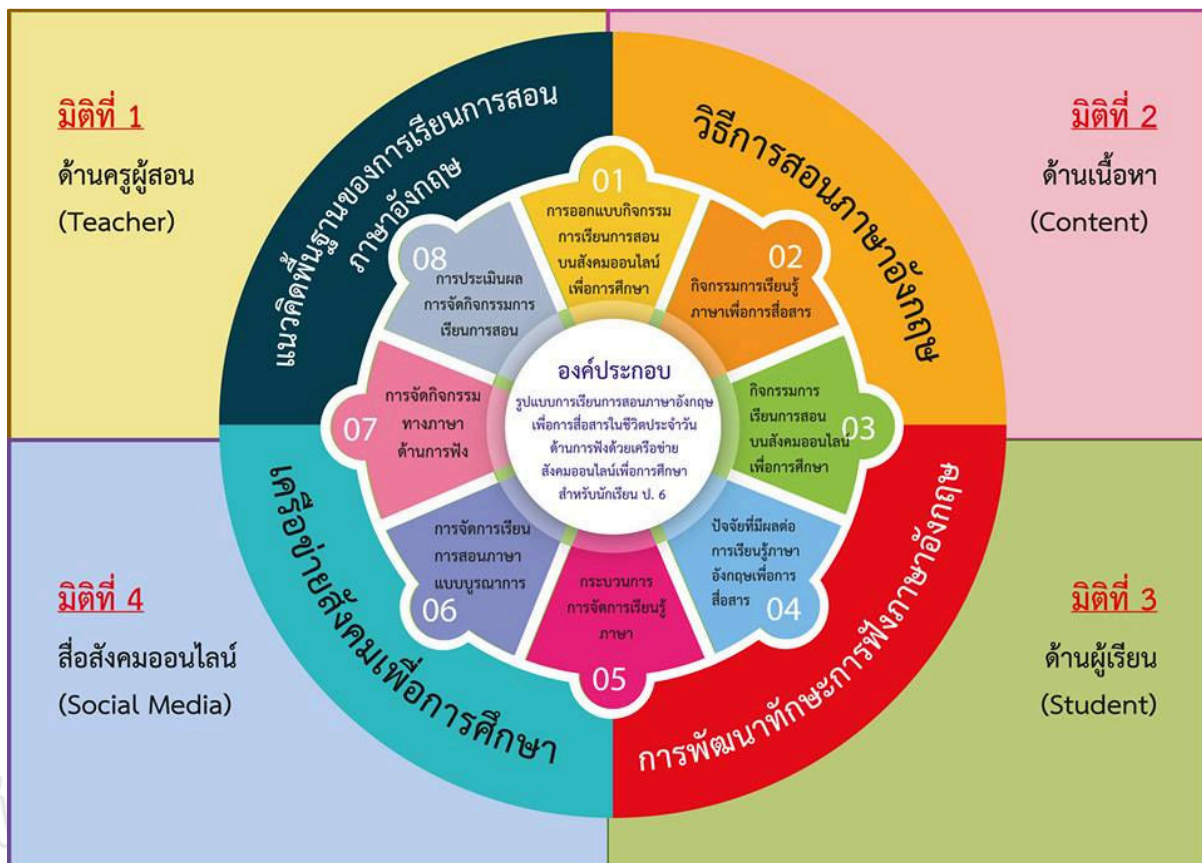 มิติที่ 1
ด้านครูผู้สอน
(Teacher)
มิติที่ 2
ด้านเนื้อหา
(Content)
แนวคิดพื้นฐานของการเรียนการสอน
ภาษาอังกฤษ
วิธีการสอนภาษาอังกฤษ
01
การออกแบบกิจกรรม
การเรียนการสอน
บนสังคมออนไลน์
เพื่อการศึกษา
02
กิจกรรมการเรียนรู้
ภาษาเพื่อการสื่อสาร
03
กิจกรรมการ
เรียนการสอน
บนสังคมออนไลน์
เพื่อการศึกษา
04
ปัจจัยที่มีผลต่อ
การเรียนรู้ภาษา
อังกฤษเพื่อการ
สื่อสาร
05
กระบวนการ
การจัดการเรียนรู้
ภาษา
06
การจัดการเรียน
การสอนภาษา
แบบบูรณาการ
07
การจัดกิจกรรม
ทางภาษา
ด้านการฟัง
08
การประเมินผล
การจัดกิจกรรมการ
เรียนการสอน
องค์ประกอบ
รูปแบบการเรียนการสอนภาษาอังกฤษ
เพื่อการสื่อสารในชีวิตประจำวัน
ด้านการฟังด้วยเครือข่าย
สังคมออนไลน์เพื่อการศึกษา
สำหรับนักเรียน ป. 6
เครือข่ายสังคมเพื่อการศึกษา
การพัฒนาทักษะการฟังภาษาอังกฤษ
มิติที่ 4
สื่อสังคมออนไลน์
(Social Media)
มิติที่ 3
ด้านผู้เรียน
(Student)